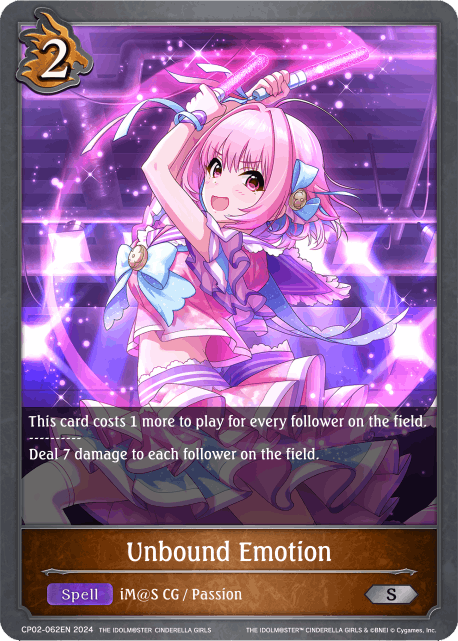 2
This card costs 1 more to play for every follower on the field.
----------
Deal 7 damage to each follower on the field.
Unbound Emotion
Spell iM@S CG / Passion S
CP02-062EN 2024 THE IDOLM@STER CINDERELLA GIRLS THE IDOLM@STER™ CINDERELLA GIRLS & ©BNEI © Cygames, Inc.